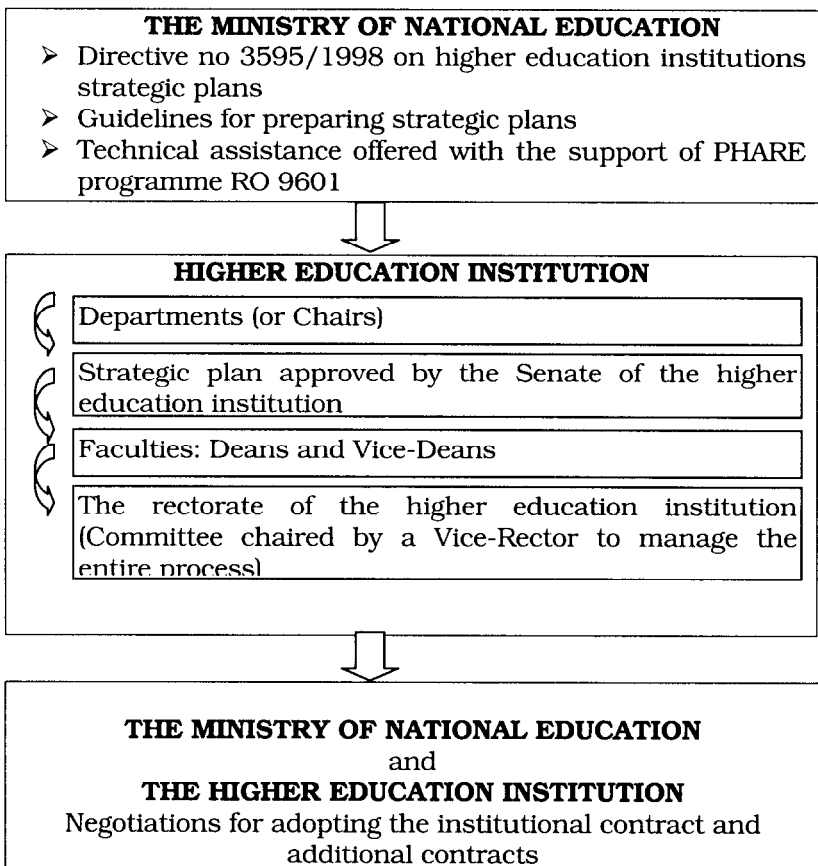 THE MINISTRY OF NATIONAL EDUCATION
➢ Directive no 3595/1998 on higher education institutions
strategic plans
➢ Guidelines for preparing strategic plans
➢ Technical assistance offered with the support of PHARE
programme RO 9601
HIGHER EDUCATION INSTITUTION
Departments (or Chairs)
Strategic plan approved by the Senate of the higher
education institution
Faculties: Deans and Vice-Deans
The rectorate of the higher education institution
(Committee chaired by a Vice-Rector to manage the
entire process)
THE MINISTRY OF NATIONAL EDUCATION
and
THE HIGHER EDUCATION INSTITUTION
Negotiations for adopting the institutional contract and
additional contracts